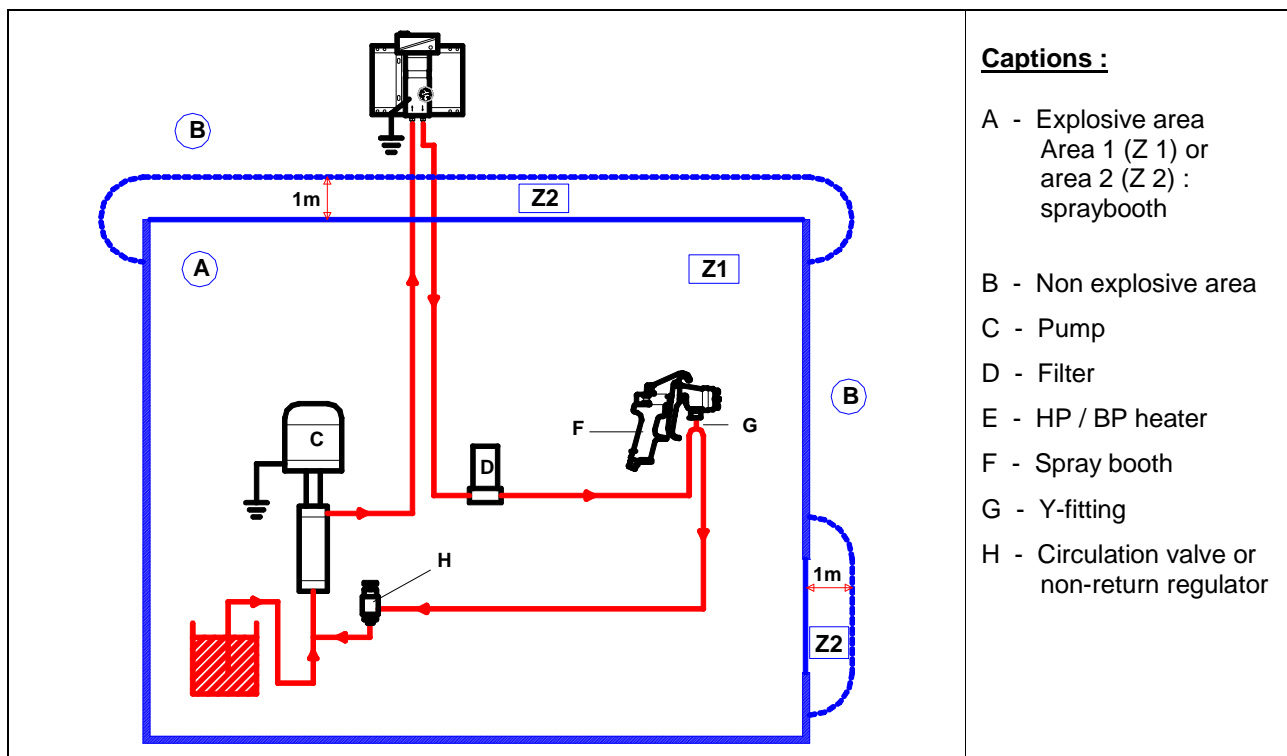 B
1m
Z2
A
Z1
C
F
G
B
D
H
1m
Z2
Captions :
A - Explosive area
Area 1 (Z 1) or
area 2 (Z 2) :
spraybooth
B - Non explosive area
C - Pump
D - Filter
E - HP / BP heater
F - Spray booth
G - Y-fitting
H - Circulation valve or
non-return regulator